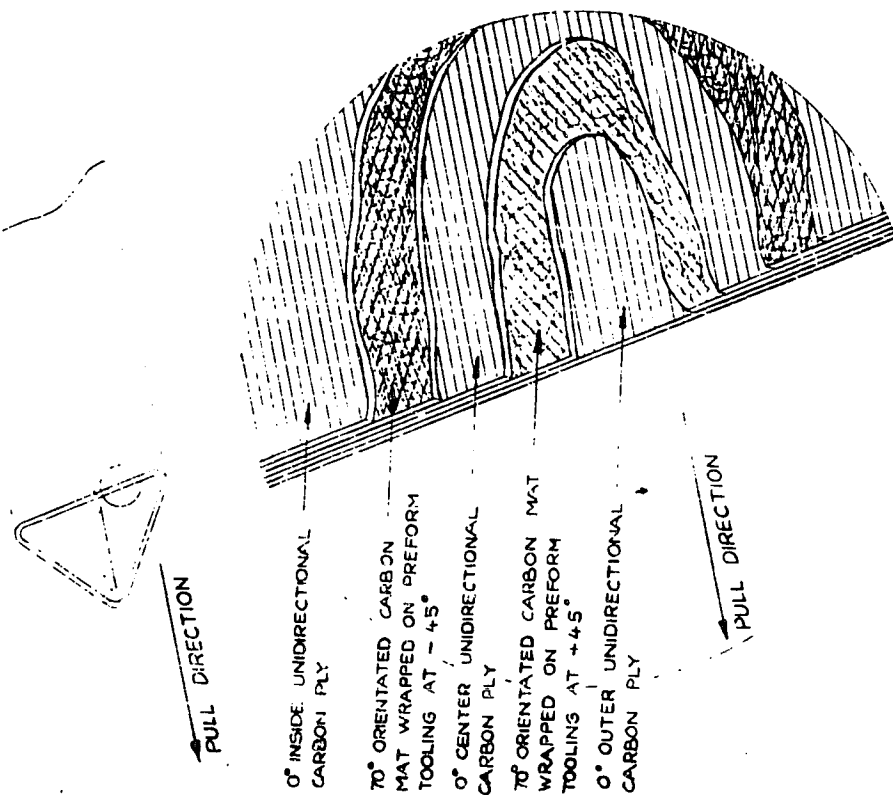 PULL DIRECTION
0° INSIDE UNIDIRECTIONAL
CARBON PLY
70° ORIENTATED CARBON
MAT WRAPPED ON PREFORM
TOOLING AT - 45°
0° CENTER UNIDIRECTIONAL
CARBON PLY
70° ORIENTATED CARBON MAT
WRAPPED ON PREFORM
TOOLING AT +45°
0° OUTER UNIDIRECTIONAL
CARBON PLY
PULL DIRECTION